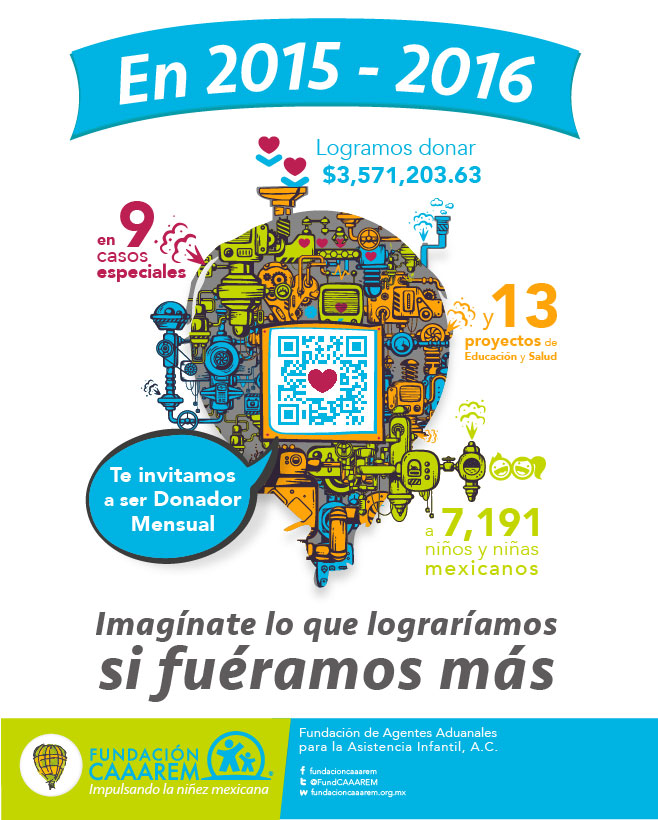 En 2015 - 2016
Logramos donar
$3,571,203.63
en 9
casos
especiales
y 13
proyectos de
Educación y Salud
Te invitamos
a ser Donador
Mensual
a 7,191
niños y niñas
mexicanos
Imagínate lo que lograríamos
si fuéramos más
FUNDACIÓN
CAAAREM
Impulsando la niñez mexicana
Fundación de Agentes Aduanales
para la Asistencia Infantil, A.C.
fundacioncaaarem
@FundCAAAREM
w fundacioncaaarem.org.mx